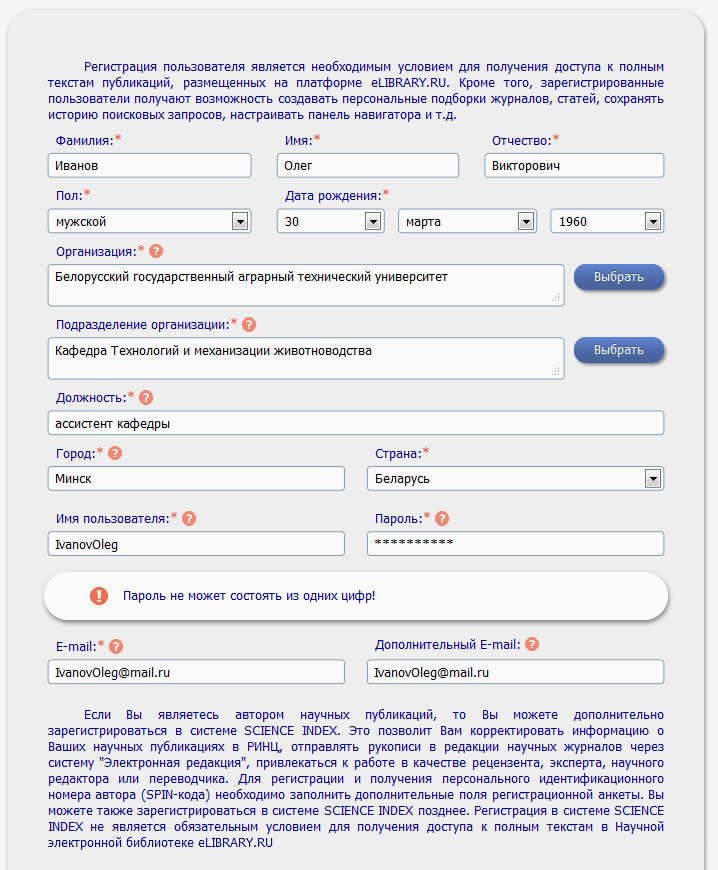 Регистрация пользователя является необходимым условием для получения доступа к полным
текстам публикаций, размещенных на платформе eLIBRARY.RU. Кроме того, зарегистрированные
пользователи получают возможность создавать персональные подборки журналов, статей, сохранять
историю поисковых запросов, настраивать панель навигатора и т.д.
Фамилия:* Имя:* Отчество:*
Иванов Олег Викторович
Пол:* Дата рождения:*
мужской 30 марта 1960
Организация:* ?
Белорусский государственный аграрный технический университет Выбрать
Подразделение организации:* ?
Кафедра Технологий и механизации животноводства Выбрать
Должность:* ?
ассистент кафедры
Город:* ? Страна:*
Минск Беларусь
Имя пользователя:* ? Пароль:* ?
IvanovOleg **********
! Пароль не может состоять из одних цифр!
E-mail:* ? Дополнительный E-mail: ?
IvanovOleg@mail.ru IvanovOleg@mail.ru
Если Вы являетесь автором научных публикаций, то Вы можете дополнительно
зарегистрироваться в системе SCIENCE INDEX. Это позволит Вам корректировать информацию о
Ваших научных публикациях в РИНЦ, отправлять рукописи в редакции научных журналов через
систему "Электронная редакция", привлекаться к работе в качестве рецензента, эксперта, научного
редактора или переводчика. Для регистрации и получения персонального идентификационного
номера автора (SPIN-кода) необходимо заполнить дополнительные поля регистрационной анкеты. Вы
можете также зарегистрироваться в системе SCIENCE INDEX позднее. Регистрация в системе SCIENCE
INDEX не является обязательным условием для получения доступа к полным текстам в Научной
электронной библиотеке eLIBRARY.RU